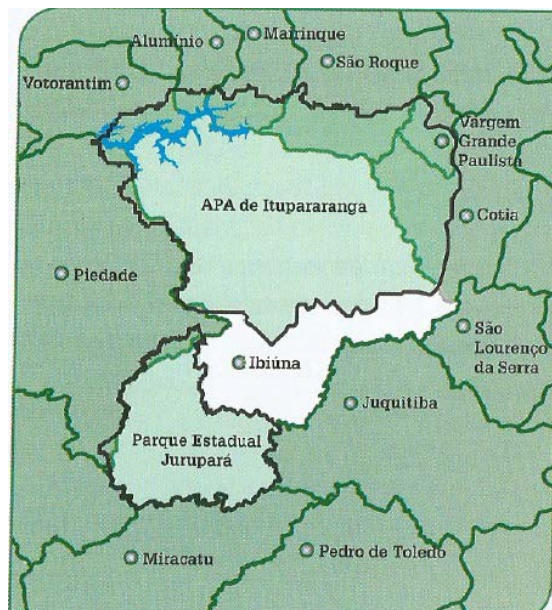 Alumínio
Mairinque
São Roque
Votorantim
Vargem
Grande
Paulista
APA de Itupararanga
Cotia
Piedade
São
Lourenço
da Serra
Ibiúna
Juquitiba
Parque Estadual
Jurupará
Miracatu
Pedro de Toledo